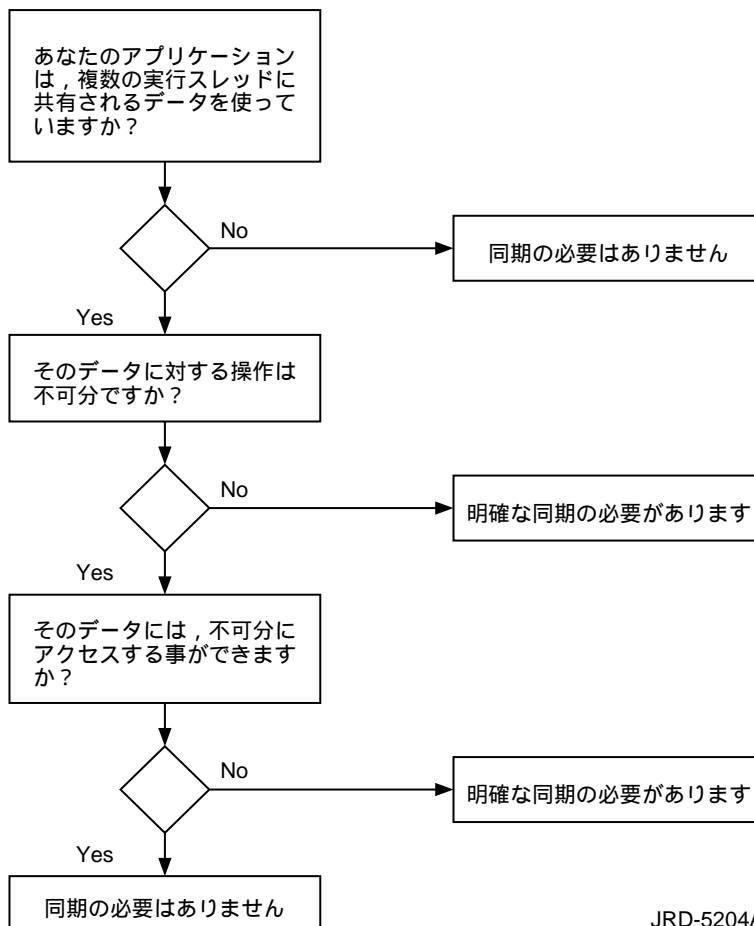 あなたのアプリケーション
は，複数の実行スレッドに
共有されるデータを使って
いますか？
No
同期の必要はありません
Yes
そのデータに対する操作は
不可分ですか？
No
明確な同期の必要があります
Yes
そのデータには，不可分に
アクセスする事ができます
か？
No
明確な同期の必要があります
Yes
同期の必要はありません
JRD-5204A